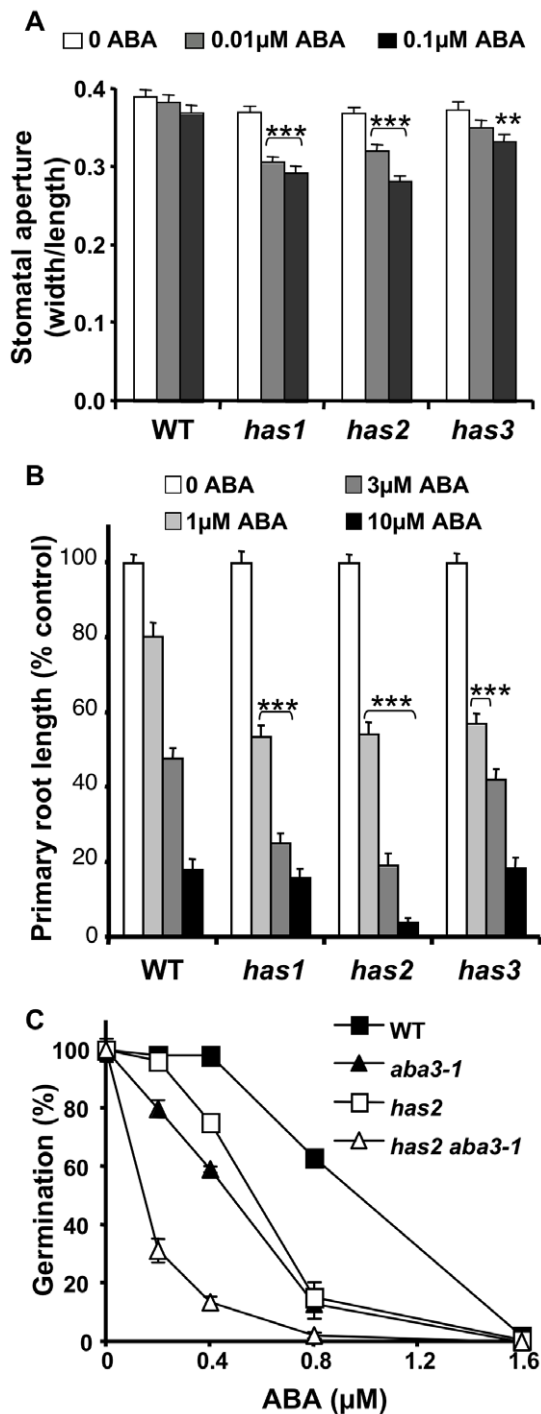 A
0 ABA 0.01µM ABA 0.1µM ABA
Stomatal aperture
(width/length)
0.4
0.3
0.2
0.1
0.0
*** *** **
WT has1 has2 has3
B
0 ABA 3µM ABA
1µM ABA 10µM ABA
Primary root length (% control)
100
80
60
40
20
0
*** *** ***
WT has1 has2 has3
C
WT
aba3-1
has2
has2 aba3-1
Germination (%)
100
80
60
40
20
0
0 0.4 0.8 1.2 1.6
ABA (µM)